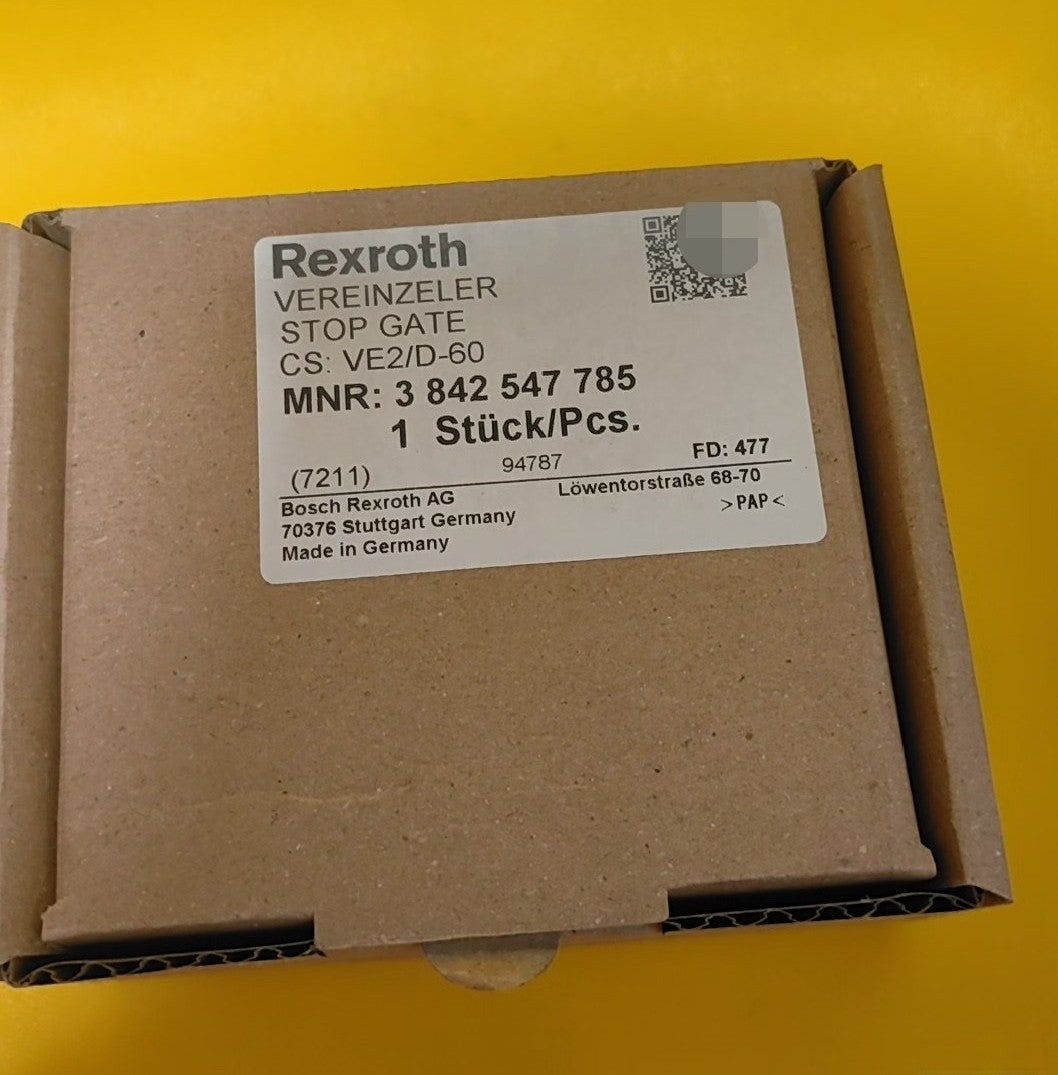 Rexroth
VEREINZELER
STOP GATE
CS: VE2/D-60
MNR: 3 842 547 785
1 Stück/Pcs.
(7211) 94787 FD: 477
Bosch Rexroth AG Löwentorstraße 68-70
70376 Stuttgart Germany >PAP<
Made in Germany